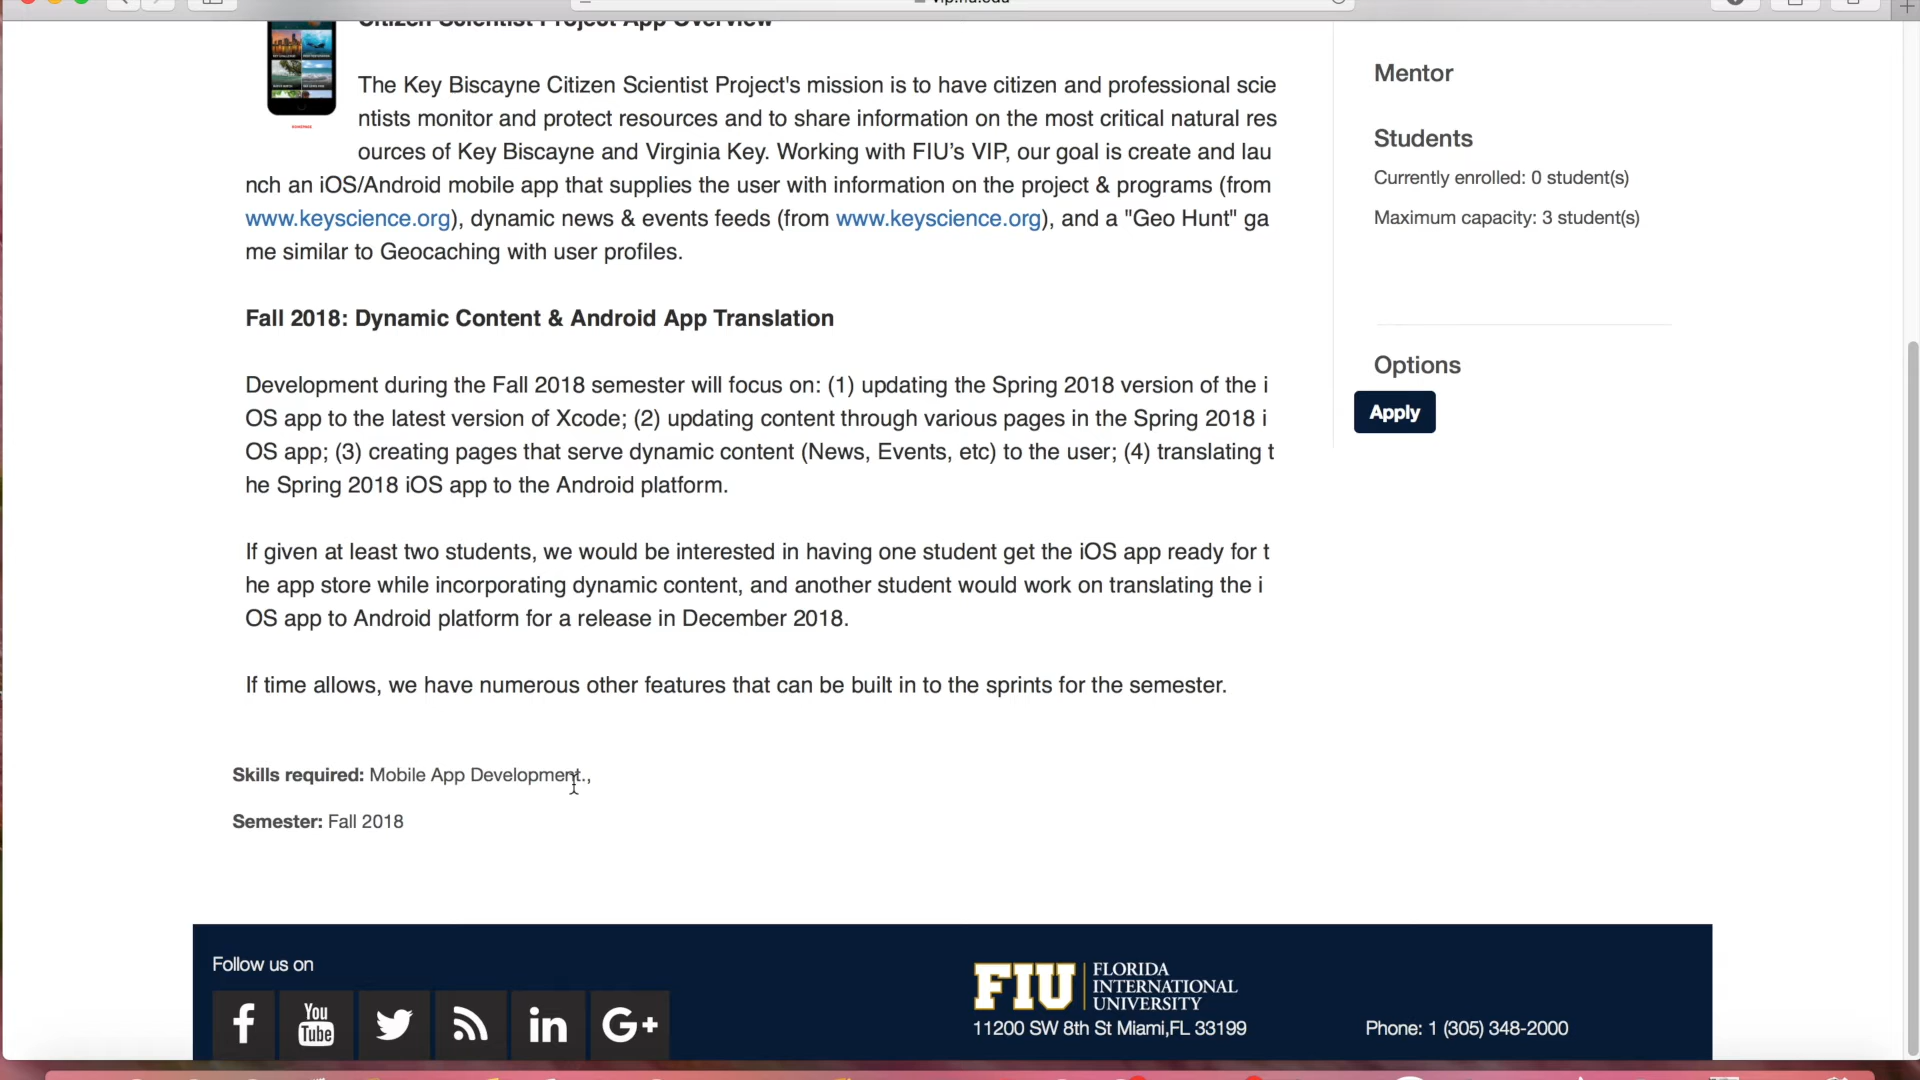 Citizen Scientist Project App Overview
The Key Biscayne Citizen Scientist Project's mission is to have citizen and professional scie
ntists monitor and protect resources and to share information on the most critical natural res
ources of Key Biscayne and Virginia Key. Working with FIU’s VIP, our goal is create and lau
nch an iOS/Android mobile app that supplies the user with information on the project & programs (from
www.keyscience.org), dynamic news & events feeds (from www.keyscience.org), and a "Geo Hunt" ga
me similar to Geocaching with user profiles.
Fall 2018: Dynamic Content & Android App Translation
Development during the Fall 2018 semester will focus on: (1) updating the Spring 2018 version of the i
OS app to the latest version of Xcode; (2) updating content through various pages in the Spring 2018 i
OS app; (3) creating pages that serve dynamic content (News, Events, etc) to the user; (4) translating t
he Spring 2018 iOS app to the Android platform.
If given at least two students, we would be interested in having one student get the iOS app ready for t
he app store while incorporating dynamic content, and another student would work on translating the i
OS app to Android platform for a release in December 2018.
If time allows, we have numerous other features that can be built in to the sprints for the semester.
Skills required: Mobile App Development.,
Semester: Fall 2018
Mentor
Students
Currently enrolled: 0 student(s)
Maximum capacity: 3 student(s)
Options
Apply
Follow us on
f
You
Tube
in
G+
FIU
FLORIDA
INTERNATIONAL
UNIVERSITY
11200 SW 8th St Miami,FL 33199
Phone: 1 (305) 348-2000